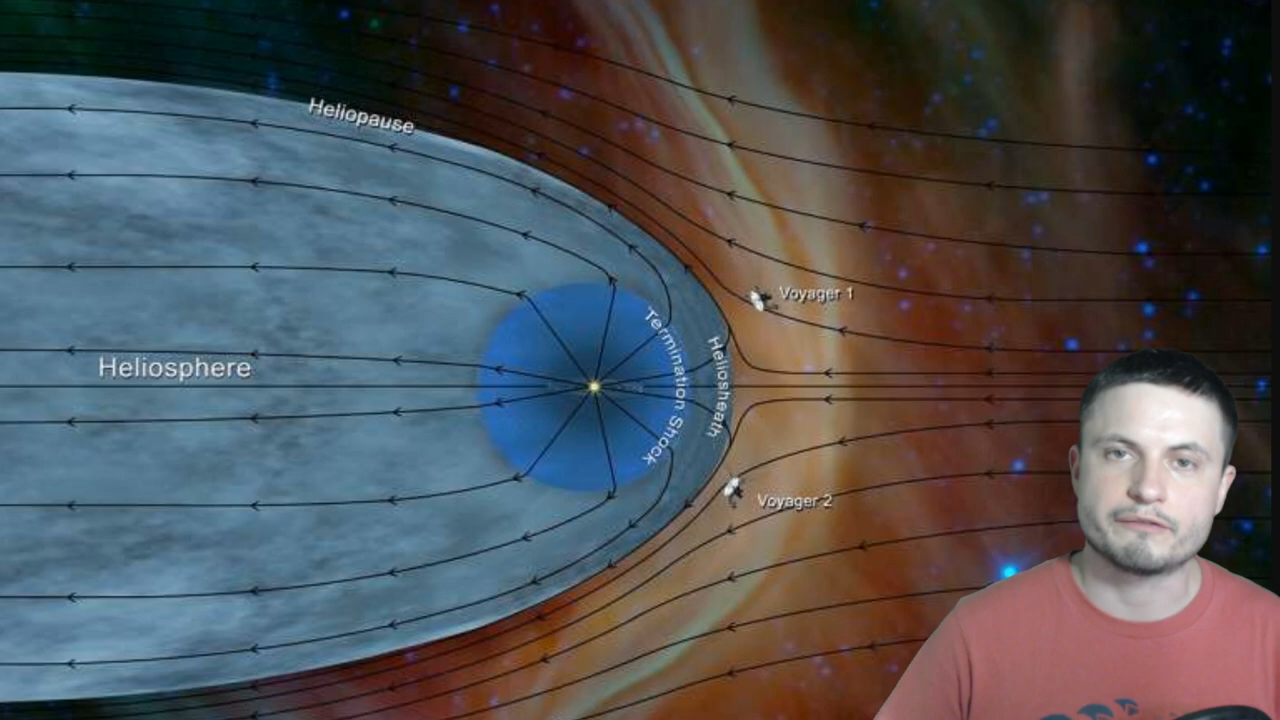 Heliopause
Voyager 1
Termination Shock
Heliosheath
Heliosphere
Voyager 2